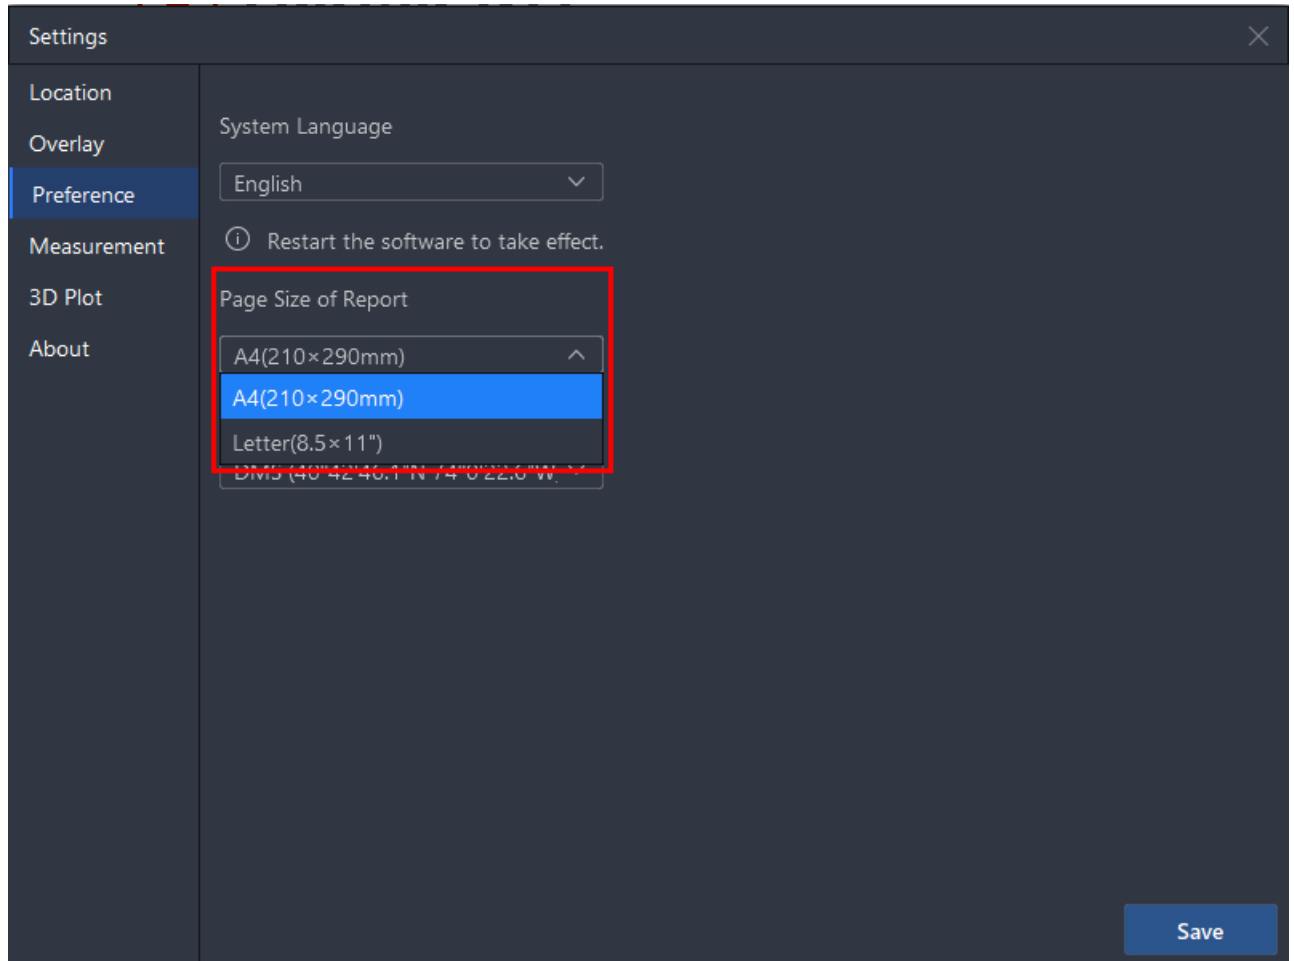 Settings
Location
Overlay
Preference
Measurement
3D Plot
About
System Language
English
Restart the software to take effect.
Page Size of Report
A4(210×290mm)
A4(210×290mm)
Letter(8.5×11")
Save